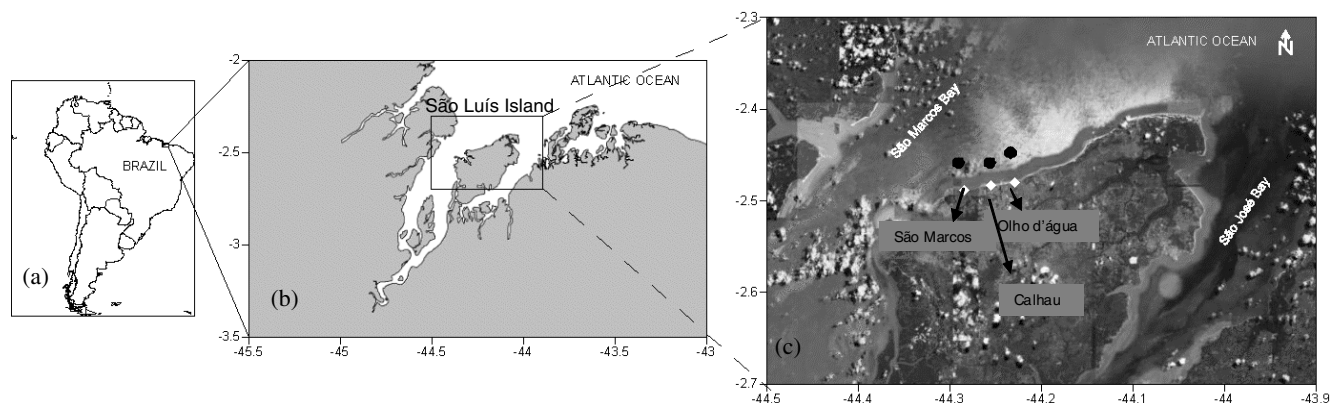 BRAZIL
(a)
-2
-2.5
-3
-3.5
-45.5
-45
-44.5
-44
-43.5
-43
ATLANTIC OCEAN
São Luís Island
(b)
-2.3
-2.4
-2.5
-2.6
-2.7
-44.5
-44.4
-44.3
-44.2
-44.1
-44
-43.9
ATLANTIC OCEAN
N
São Marcos Bay
São José Bay
São Marcos
Olho d'água
Calhau
(c)